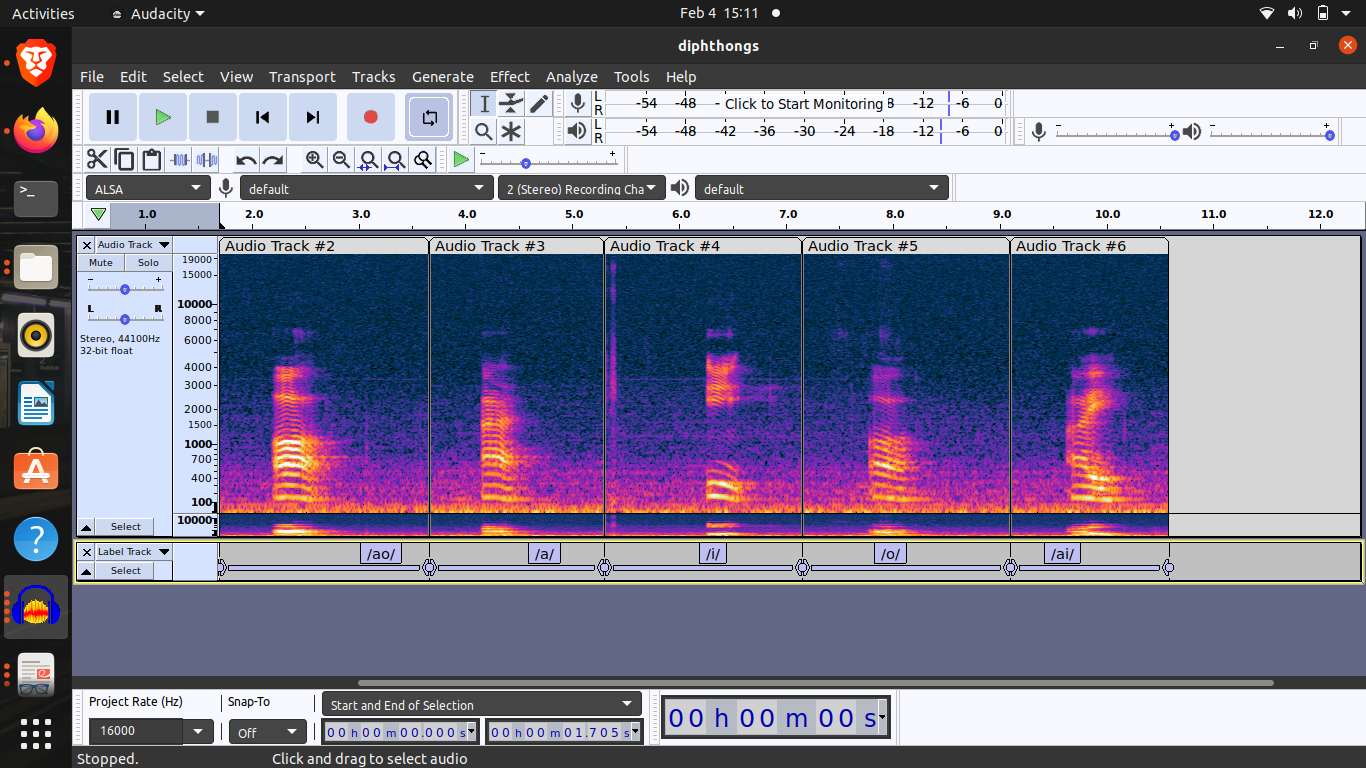 Activities Audacity Feb 4 15:11
diphthongs
File Edit Select View Transport Tracks Generate Effect Analyze Tools Help
L R -54 -48 - Click to Start Monitoring 8 -12 -6 0
L R -54 -48 -42 -36 -30 -24 -18 -12 -6 0
- +
- +
- +
ALSA default 2 (Stereo) Recording Cha default
1.0 2.0 3.0 4.0 5.0 6.0 7.0 8.0 9.0 10.0 11.0 12.0
Audio Track Audio Track #2 Audio Track #3 Audio Track #4 Audio Track #5 Audio Track #6
Mute Solo
- +
L R
Stereo, 44100Hz
32-bit float
19000
15000
10000
8000
6000
4000
3000
2000
1500
1000
700
400
100
Select 10000
Label Track /ao/ /a/ /i/ /o/ /ai/
Select
Project Rate (Hz) Snap-To Start and End of Selection
16000 Off 00 h 00 m 00.000 s 00 h 00 m 01.705 s 00 h 00 m 00 s
Stopped. Click and drag to select audio